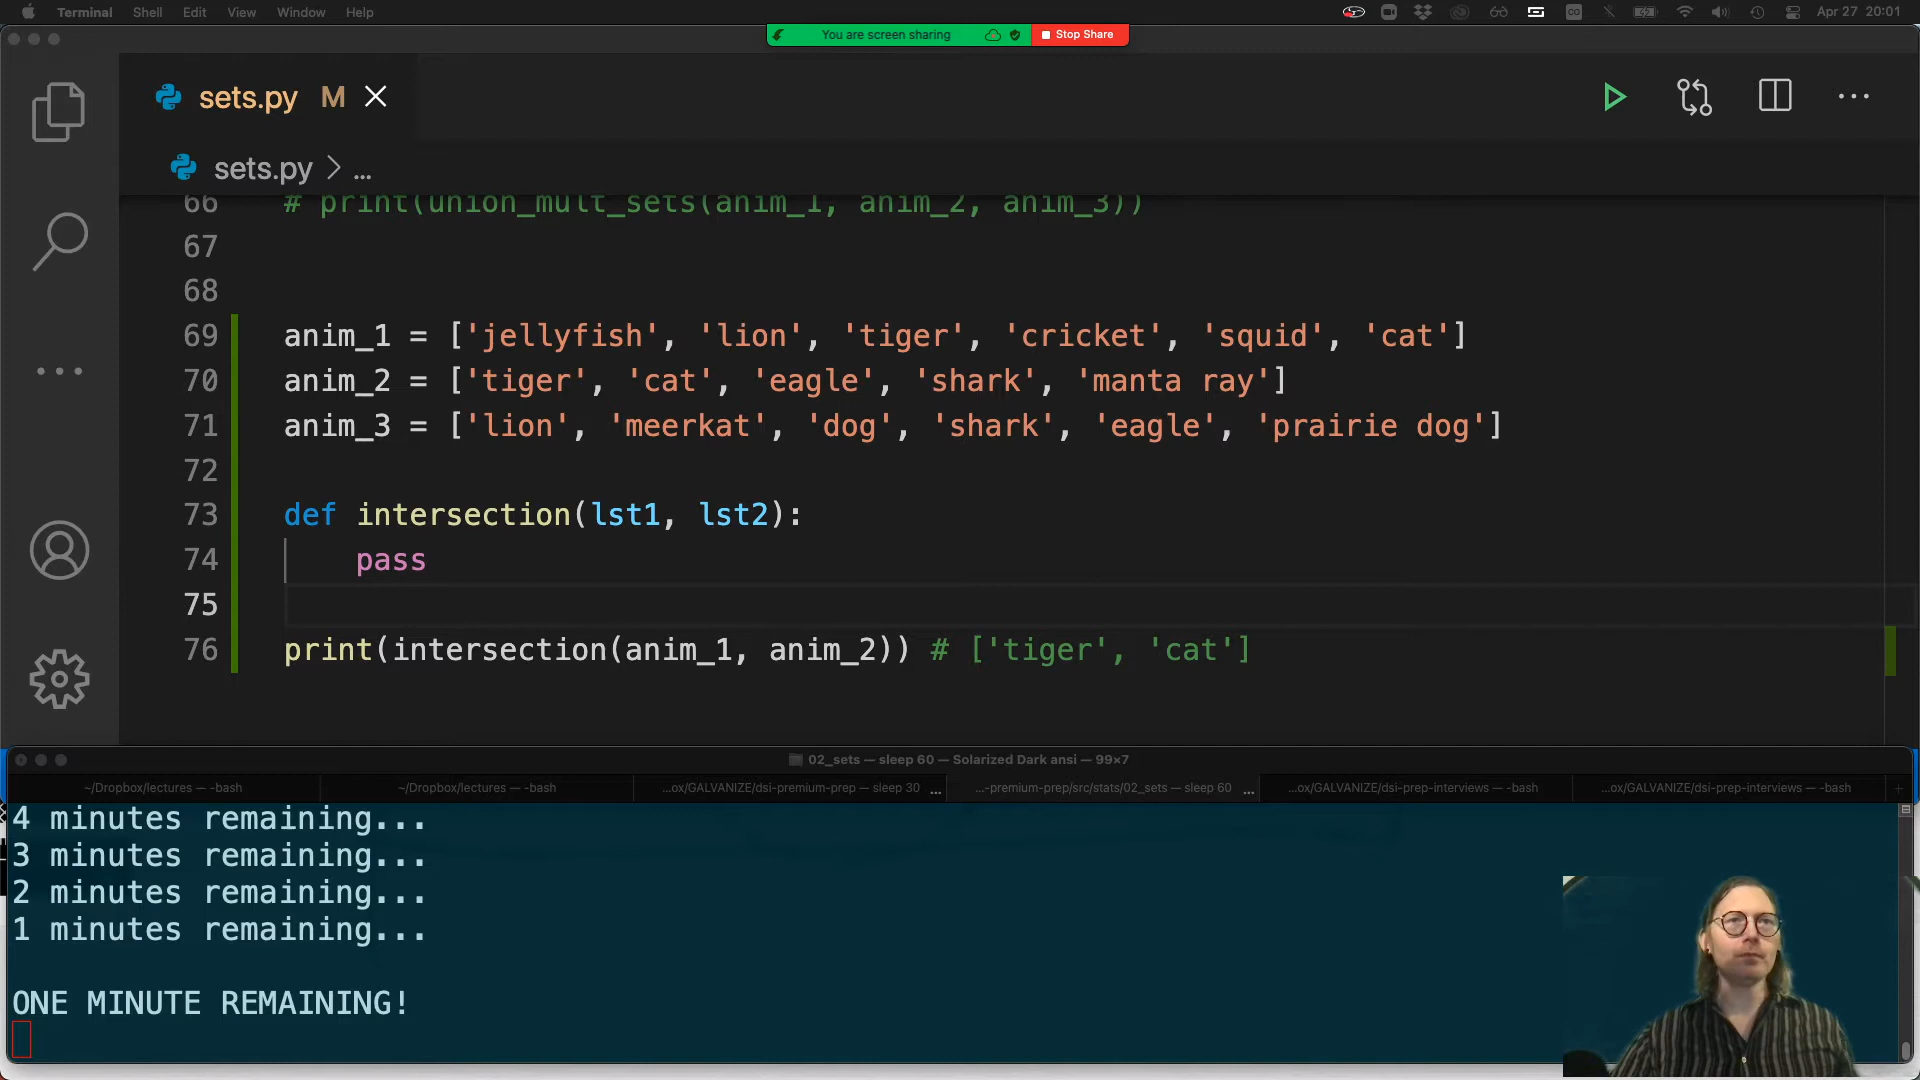 Terminal Shell Edit View Window Help
Apr 27 20:01
You are screen sharing
Stop Share
sets.py M
sets.py > ...
66 # print(union_mult_sets(anim_1, anim_2, anim_3))
67
68
69 anim_1 = ['jellyfish', 'lion', 'tiger', 'cricket', 'squid', 'cat']
70 anim_2 = ['tiger', 'cat', 'eagle', 'shark', 'manta ray']
71 anim_3 = ['lion', 'meerkat', 'dog', 'shark', 'eagle', 'prairie dog']
72
73 def intersection(lst1, lst2):
74 pass
75
76 print(intersection(anim_1, anim_2)) # ['tiger', 'cat']
02_sets — sleep 60 — Solarized Dark ansi — 99×7
~/Dropbox/lectures — -bash
~/Dropbox/lectures — -bash
...ox/GALVANIZE/dsi-premium-prep — sleep 30 ...
...-premium-prep/src/stats/02_sets — sleep 60 ...
...ox/GALVANIZE/dsi-prep-interviews — -bash
...ox/GALVANIZE/dsi-prep-interviews — -bash
4 minutes remaining...
3 minutes remaining...
2 minutes remaining...
1 minutes remaining...
ONE MINUTE REMAINING!